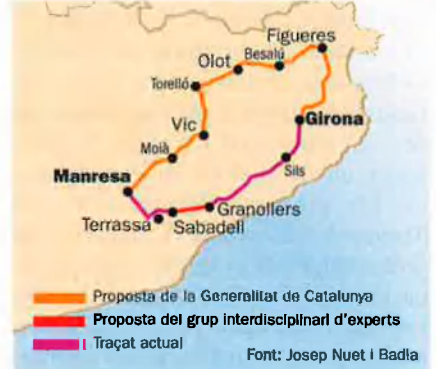 Figueres
Besalú
Olot
Torelló
Girona
Vic
Moià
Sils
Manresa
Granollers
Terrassa
Sabadell
Proposta de la Generalitat de Catalunya
Proposta del grup interdisciplinari d'experts
Traçat actual
Font: Josep Nuet i Badia